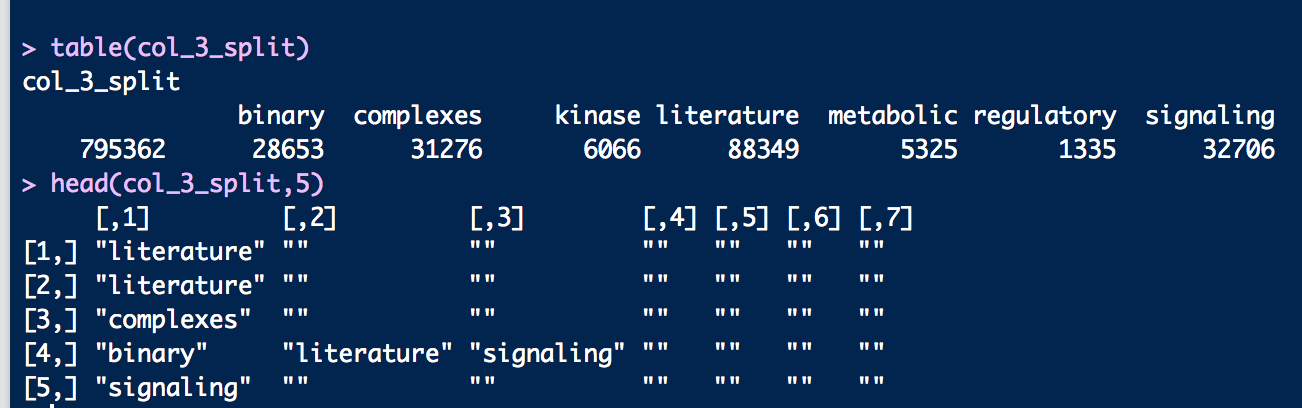 > table(col_3_split)
col_3_split
binary complexes kinase literature metabolic regulatory signaling
795362 28653 31276 6066 88349 5325 1335 32706
> head(col_3_split,5)
[,1] [,2] [,3] [,4] [,5] [,6] [,7]
[1,] "literature" "" "" "" "" "" ""
[2,] "literature" "" "" "" "" "" ""
[3,] "complexes" "" "" "" "" "" ""
[4,] "binary" "literature" "signaling" "" "" "" ""
[5,] "signaling" "" "" "" "" "" ""